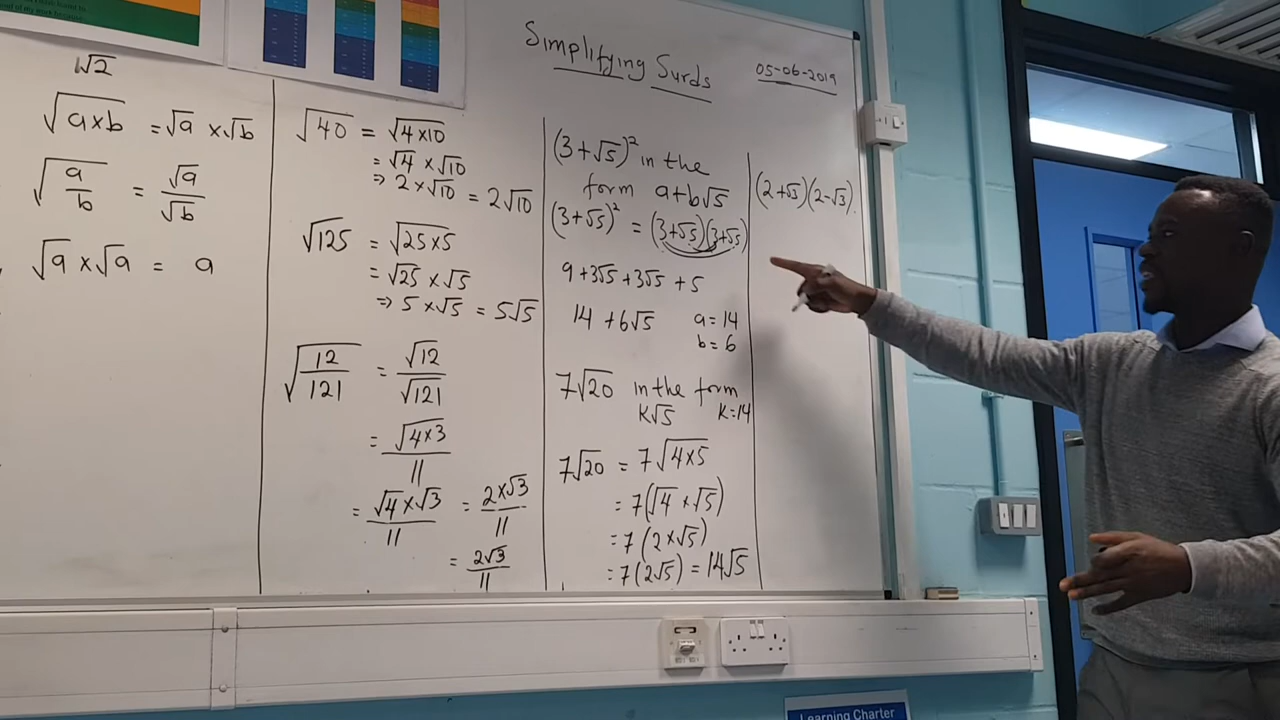 Simplifying Surds
05-06-2019
1√2
√(a×b) = √a × √b
√(a/b) = √a/√b
√a × √a = a
√40 = √(4×10)
= √4 × √10
⇒ 2 × √10 = 2√10
√125 = √(25×5)
= √25 × √5
⇒ 5 × √5 = 5√5
√(12/121) = √12/√121
= √(4×3)/11
= √4×√3/11 = 2×√3/11
= 2√3/11
(3+√5)² in the
form a+b√5
(3+√5)² = (3+√5)(3+√5)
9+3√5+3√5+5
14+6√5 a=14
b=6
7√20 in the form
k√5 k=14
7√20 = 7√(4×5)
= 7(√4×√5)
= 7(2×√5)
= 7(2√5) = 14√5
(2+√3)(2-√3).
Learning Charter